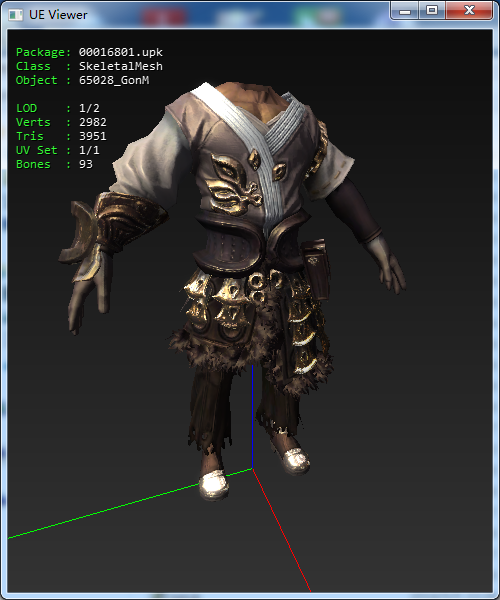 UE Viewer
Package: 00016801.upk
Class : SkeletalMesh
Object : 65028_GonM
LOD : 1/2
Verts : 2982
Tris : 3951
UV Set : 1/1
Bones : 93